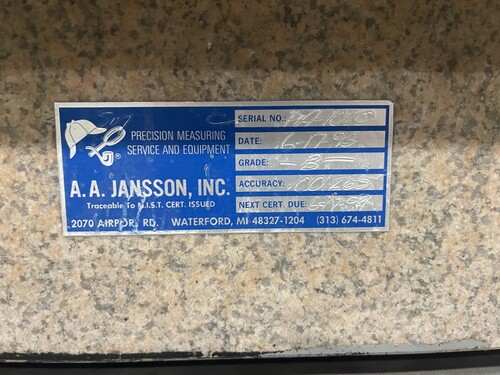 PRECISION MEASURING
SERVICE AND EQUIPMENT
A.A. JANSSON, INC.
Traceable To N.I.S.T. CERT. ISSUED
SERIAL NO.:
DATE: 6-17-93
GRADE: -B-
ACCURACY:
NEXT CERT. DUE:
2070 AIRPORT RD. WATERFORD, MI 48327-1204 (313) 674-4811